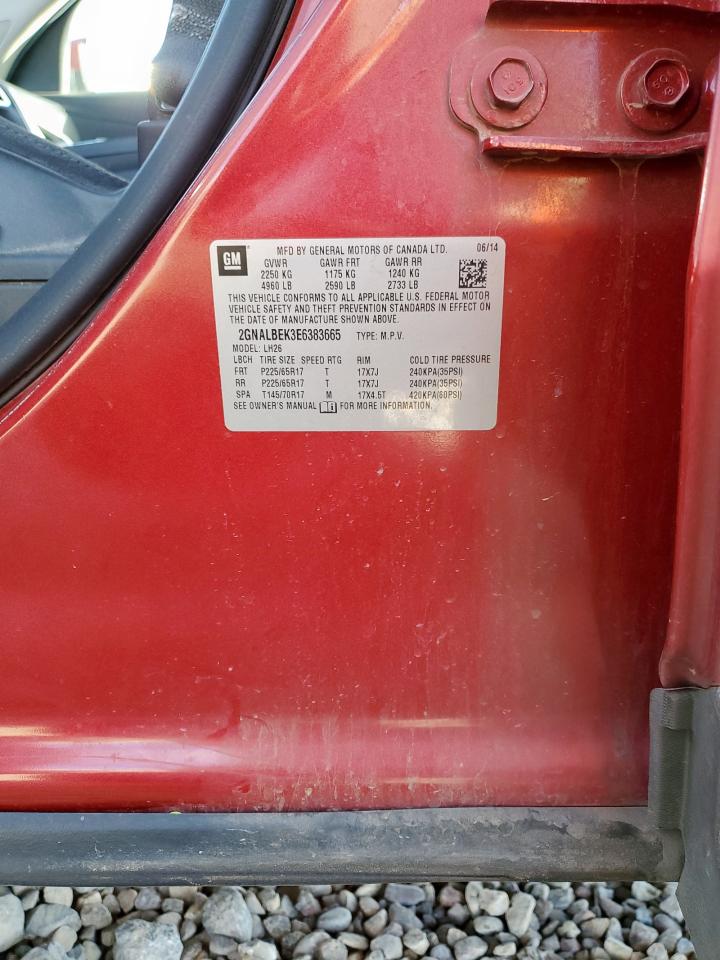 GM
MFD BY GENERAL MOTORS OF CANADA LTD. 06/14
GVWR GAWR FRT GAWR RR
2250 KG 1175 KG 1240 KG
4960 LB 2590 LB 2733 LB
THIS VEHICLE CONFORMS TO ALL APPLICABLE U.S. FEDERAL MOTOR
VEHICLE SAFETY AND THEFT PREVENTION STANDARDS IN EFFECT ON
THE DATE OF MANUFACTURE SHOWN ABOVE.
2GNALBEK3E6383665 TYPE: M.P.V.
MODEL: LH26
LBCH TIRE SIZE SPEED RTG RIM COLD TIRE PRESSURE
FRT P225/65R17 T 17X7J 240KPA(35PSI)
RR P225/65R17 T 17X7J 240KPA(35PSI)
SPA T145/70R17 M 17X4.5T 420KPA(60PSI)
SEE OWNER'S MANUAL FOR MORE INFORMATION.